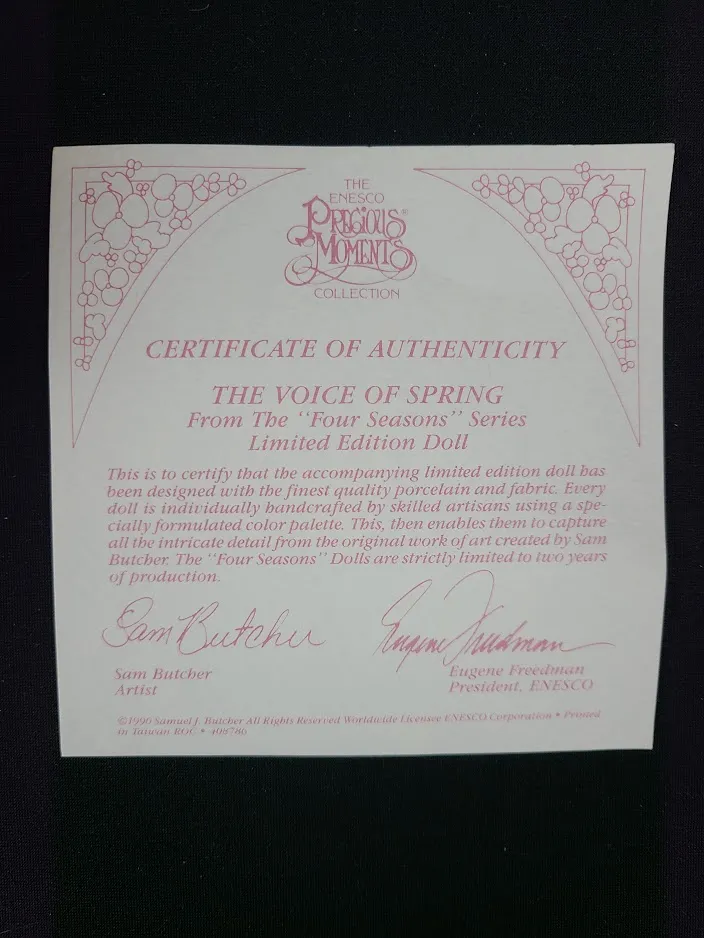 THE
ENESCO
PRECIOUS®
MOMENTS
COLLECTION
CERTIFICATE OF AUTHENTICITY
THE VOICE OF SPRING
From The "Four Seasons" Series
Limited Edition Doll
This is to certify that the accompanying limited edition doll has
been designed with the finest quality porcelain and fabric. Every
doll is individually handcrafted by skilled artisans using a spe-
cially formulated color palette. This, then enables them to capture
all the intricate detail from the original work of art created by Sam
Butcher. The "Four Seasons" Dolls are strictly limited to two years
of production.
Sam Butcher Eugene Freedman
Sam Butcher Eugene Freedman
Artist President, ENESCO
©1990 Samuel J. Butcher All Rights Reserved Worldwide Licensee ENESCO Corporation • Printed
in Taiwan ROC • 408786